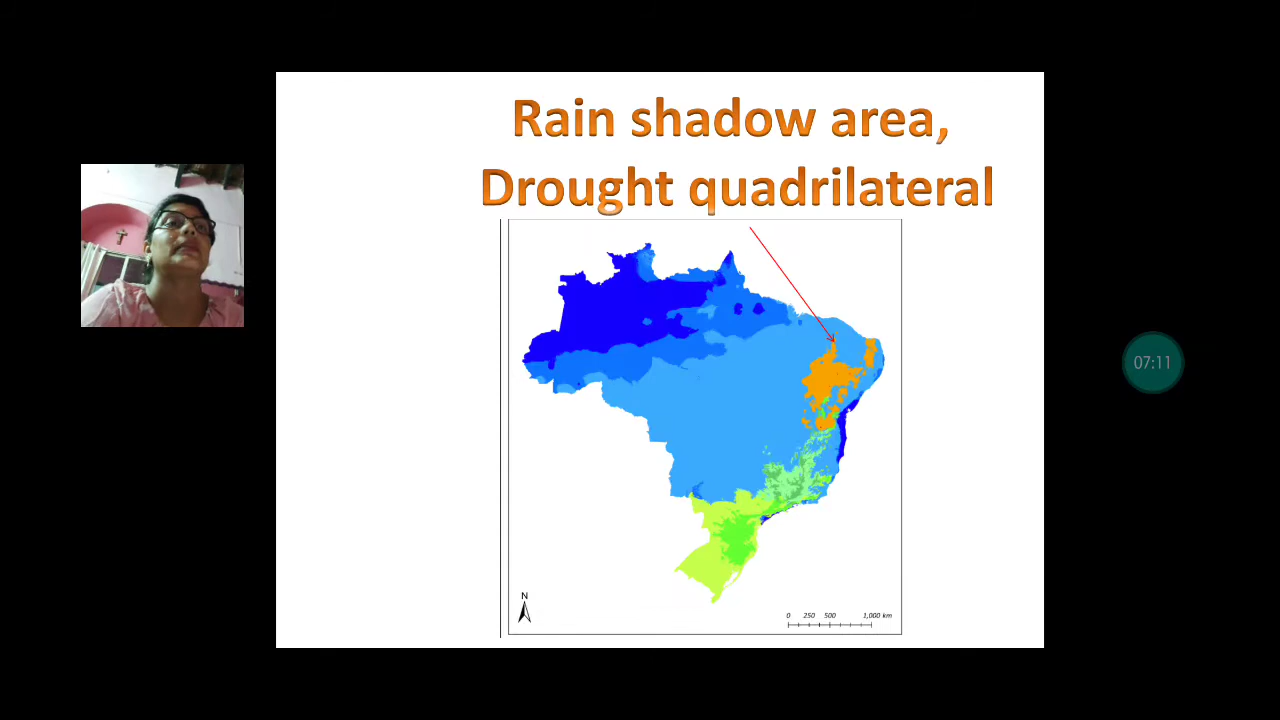 Rain shadow area,
Drought quadrilateral
07:11
N
0 250 500 1,000 km